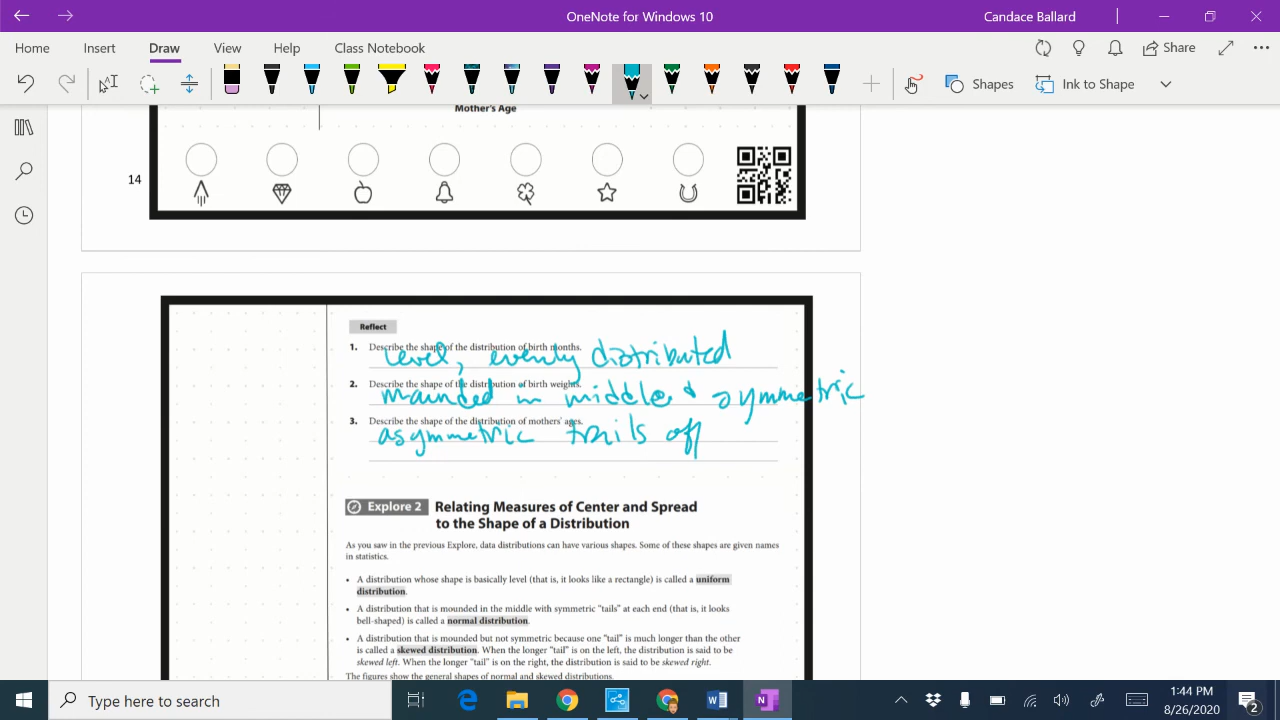 OneNote for Windows 10
Candace Ballard
Home Insert Draw View Help Class Notebook
Share
Shapes Ink to Shape
Mother's Age
14
Reflect
1. Describe the shape of the distribution of birth months.
level, evenly distributed
2. Describe the shape of the distribution of birth weights.
mounded in middle & symmetric
3. Describe the shape of the distribution of mothers' ages.
asymmetric trails off
Explore 2 Relating Measures of Center and Spread
to the Shape of a Distribution
As you saw in the previous Explore, data distributions can have various shapes. Some of these shapes are given names
in statistics.
• A distribution whose shape is basically level (that is, it looks like a rectangle) is called a uniform
distribution.
• A distribution that is mounded in the middle with symmetric "tails" at each end (that is, it looks
bell-shaped) is called a normal distribution.
• A distribution that is mounded but not symmetric because one "tail" is much longer than the other
is called a skewed distribution. When the longer "tail" is on the left, the distribution is said to be
skewed left. When the longer "tail" is on the right, the distribution is said to be skewed right.
The figures show the general shapes of normal and skewed distributions.
Type here to search
1:44 PM
8/26/2020
2